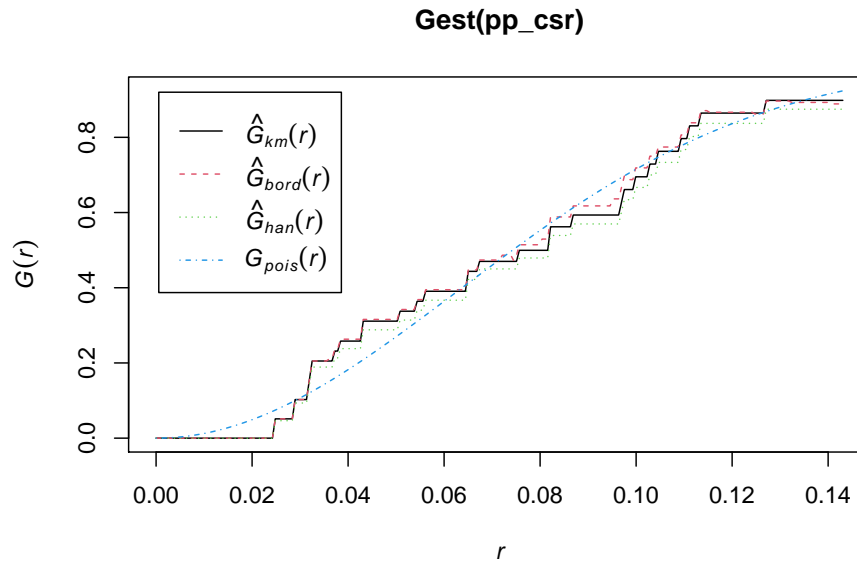 Gest(pp_csr)
G(r)
0.0 0.2 0.4 0.6 0.8
Ĝkm(r)
Ĝbord(r)
Ĝhan(r)
Gpois(r)
0.00 0.02 0.04 0.06 0.08 0.10 0.12 0.14
r